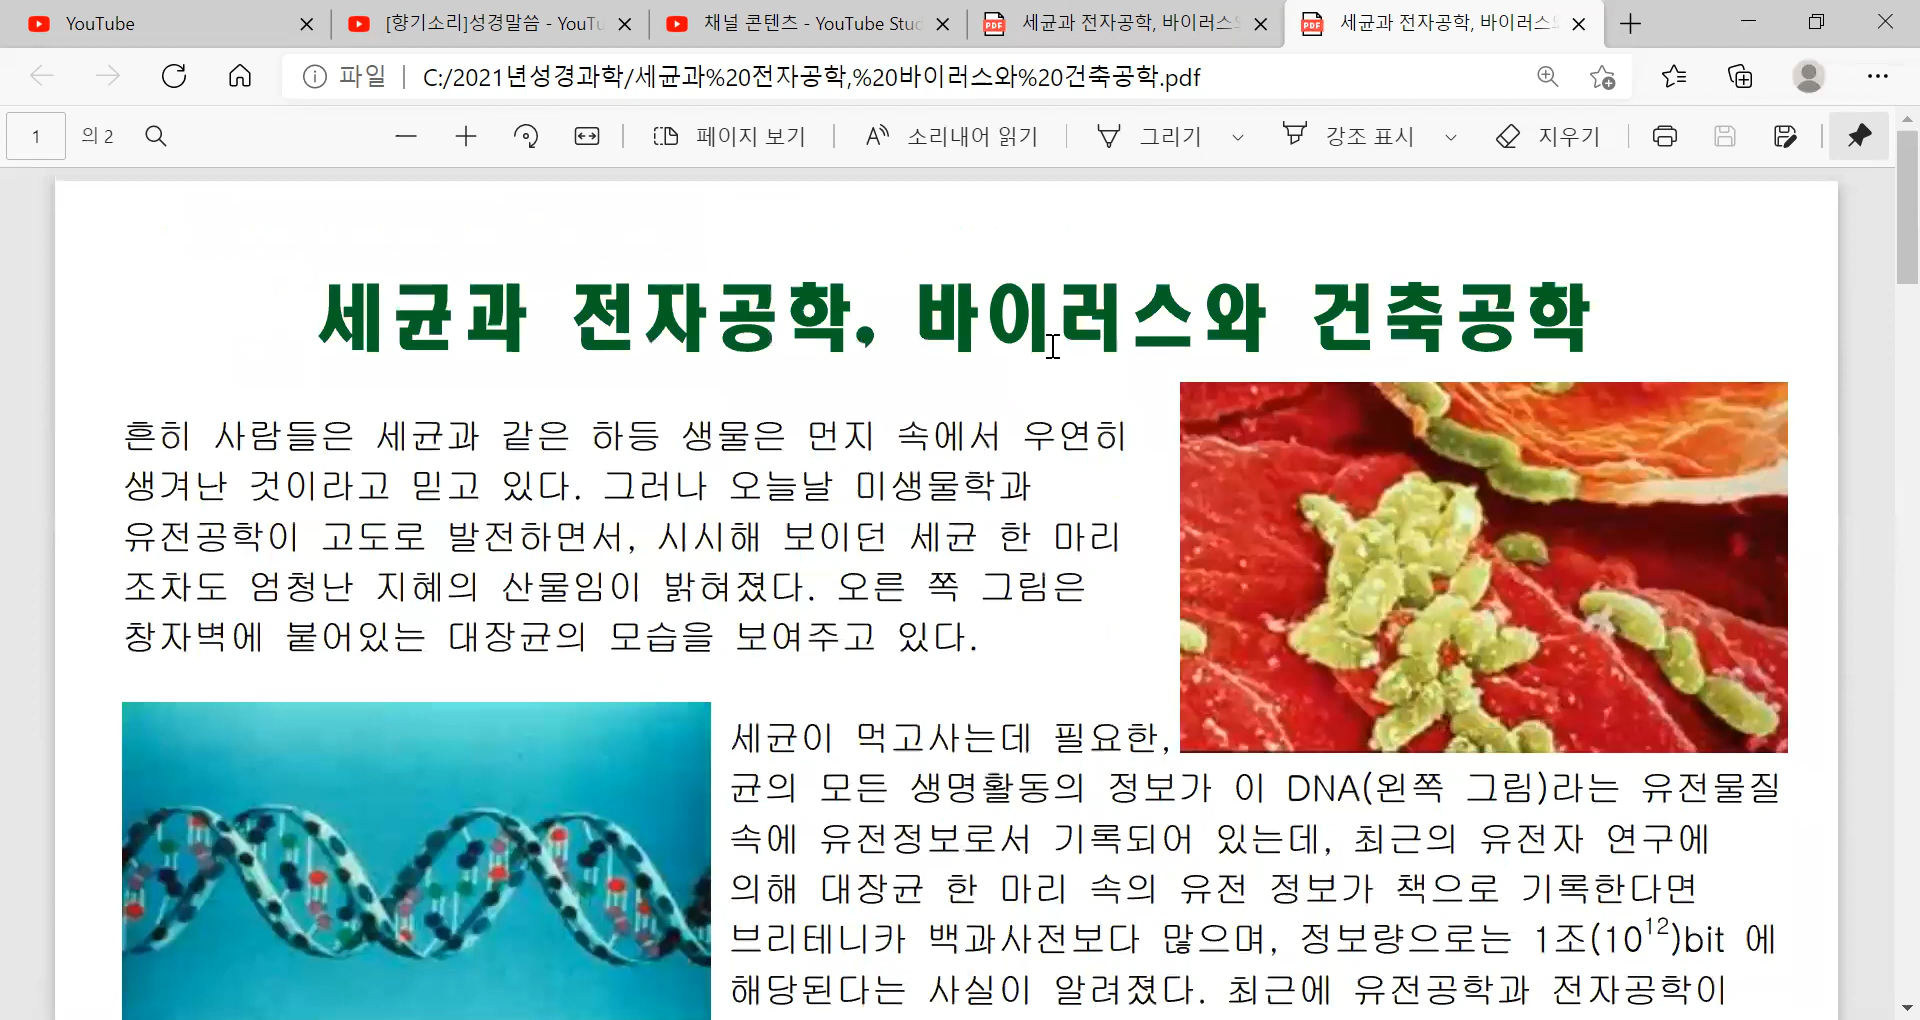 YouTube
[향기소리]성경말씀 - YouTu
채널 콘텐츠 - YouTube Stud
세균과 전자공학, 바이러스
세균과 전자공학, 바이러스
파일
C:/2021년성경과학/세균과%20전자공학,%20바이러스와%20건축공학.pdf
1 의 2
페이지 보기
소리내어 읽기
그리기
강조 표시
지우기
세균과 전자공학, 바이러스와 건축공학
흔히 사람들은 세균과 같은 하등 생물은 먼지 속에서 우연히
생겨난 것이라고 믿고 있다. 그러나 오늘날 미생물학과
유전공학이 고도로 발전하면서, 시시해 보이던 세균 한 마리
조차도 엄청난 지혜의 산물임이 밝혀졌다. 오른 쪽 그림은
창자벽에 붙어있는 대장균의 모습을 보여주고 있다.
세균이 먹고사는데 필요한,
균의 모든 생명활동의 정보가 이 DNA(왼쪽 그림)라는 유전물질
속에 유전정보로서 기록되어 있는데, 최근의 유전자 연구에
의해 대장균 한 마리 속의 유전 정보가 책으로 기록한다면
브리테니카 백과사전보다 많으며, 정보량으로는 1조(10¹²)bit 에
해당된다는 사실이 알려졌다. 최근에 유전공학과 전자공학이